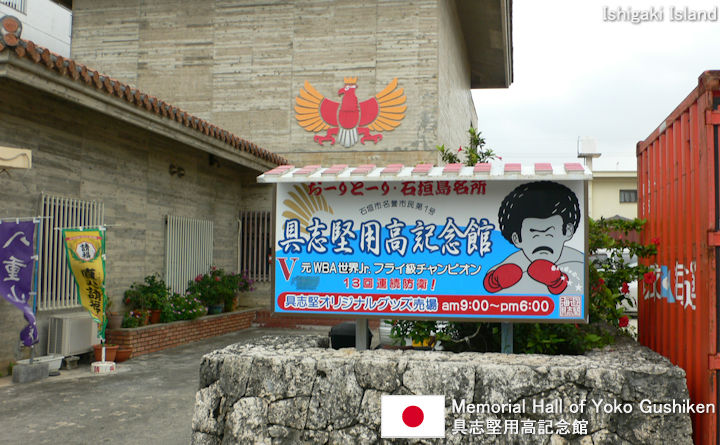 Ishigaki Island
おーりとーり・石垣島名所
石垣市名誉市民第1号
具志堅用高記念館
V 元WBA世界Jr.フライ級チャンピオン
13回連続防衛!
具志堅オリジナルグッズ売場 am9:00〜pm6:00
八重山
Memorial Hall of Yoko Gushiken
具志堅用高記念館